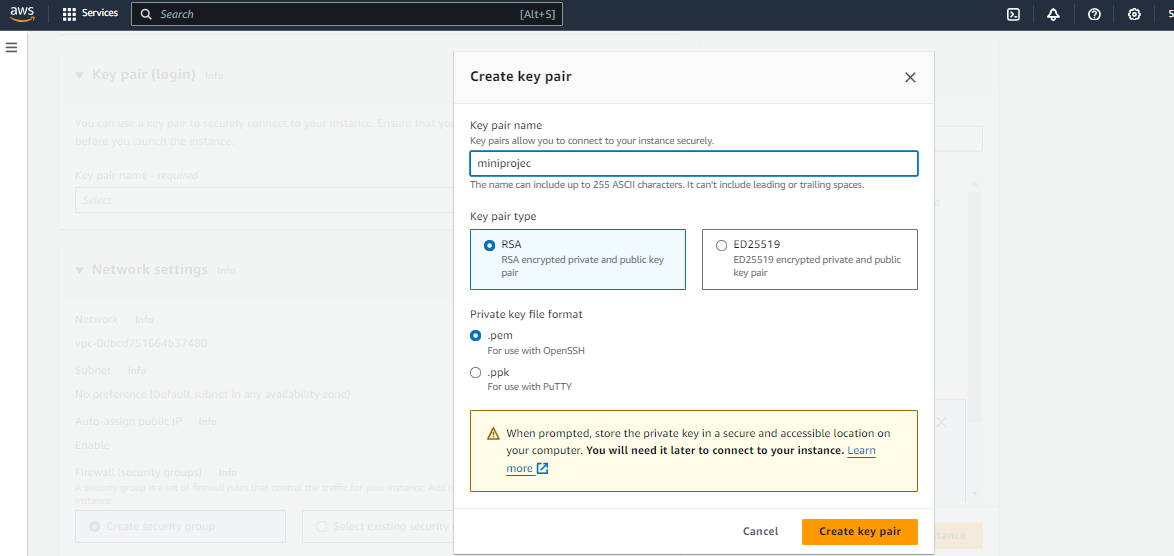 aws
Services
Search
[Alt+S]
Key pair (login) Info
You can use a key pair to securely connect to your instance. Ensure that you
before you launch the instance.
Key pair name - required
Select
Network settings Info
Network Info
vpc-0dbcd751664b37480
Subnet Info
No preference (Default subnet in any availability zone)
Auto-assign public IP Info
Enable
Firewall (security groups) Info
A security group is a set of firewall rules that control the traffic for your instance. Add
instance.
Create security group
Select existing security
Create key pair
Key pair name
Key pairs allow you to connect to your instance securely.
miniprojec
The name can include up to 255 ASCII characters. It can't include leading or trailing spaces.
Key pair type
RSA
RSA encrypted private and public key
pair
ED25519
ED25519 encrypted private and public
key pair
Private key file format
.pem
For use with OpenSSH
.ppk
For use with PuTTY
When prompted, store the private key in a secure and accessible location on
your computer. You will need it later to connect to your instance. Learn
more
Cancel
Create key pair